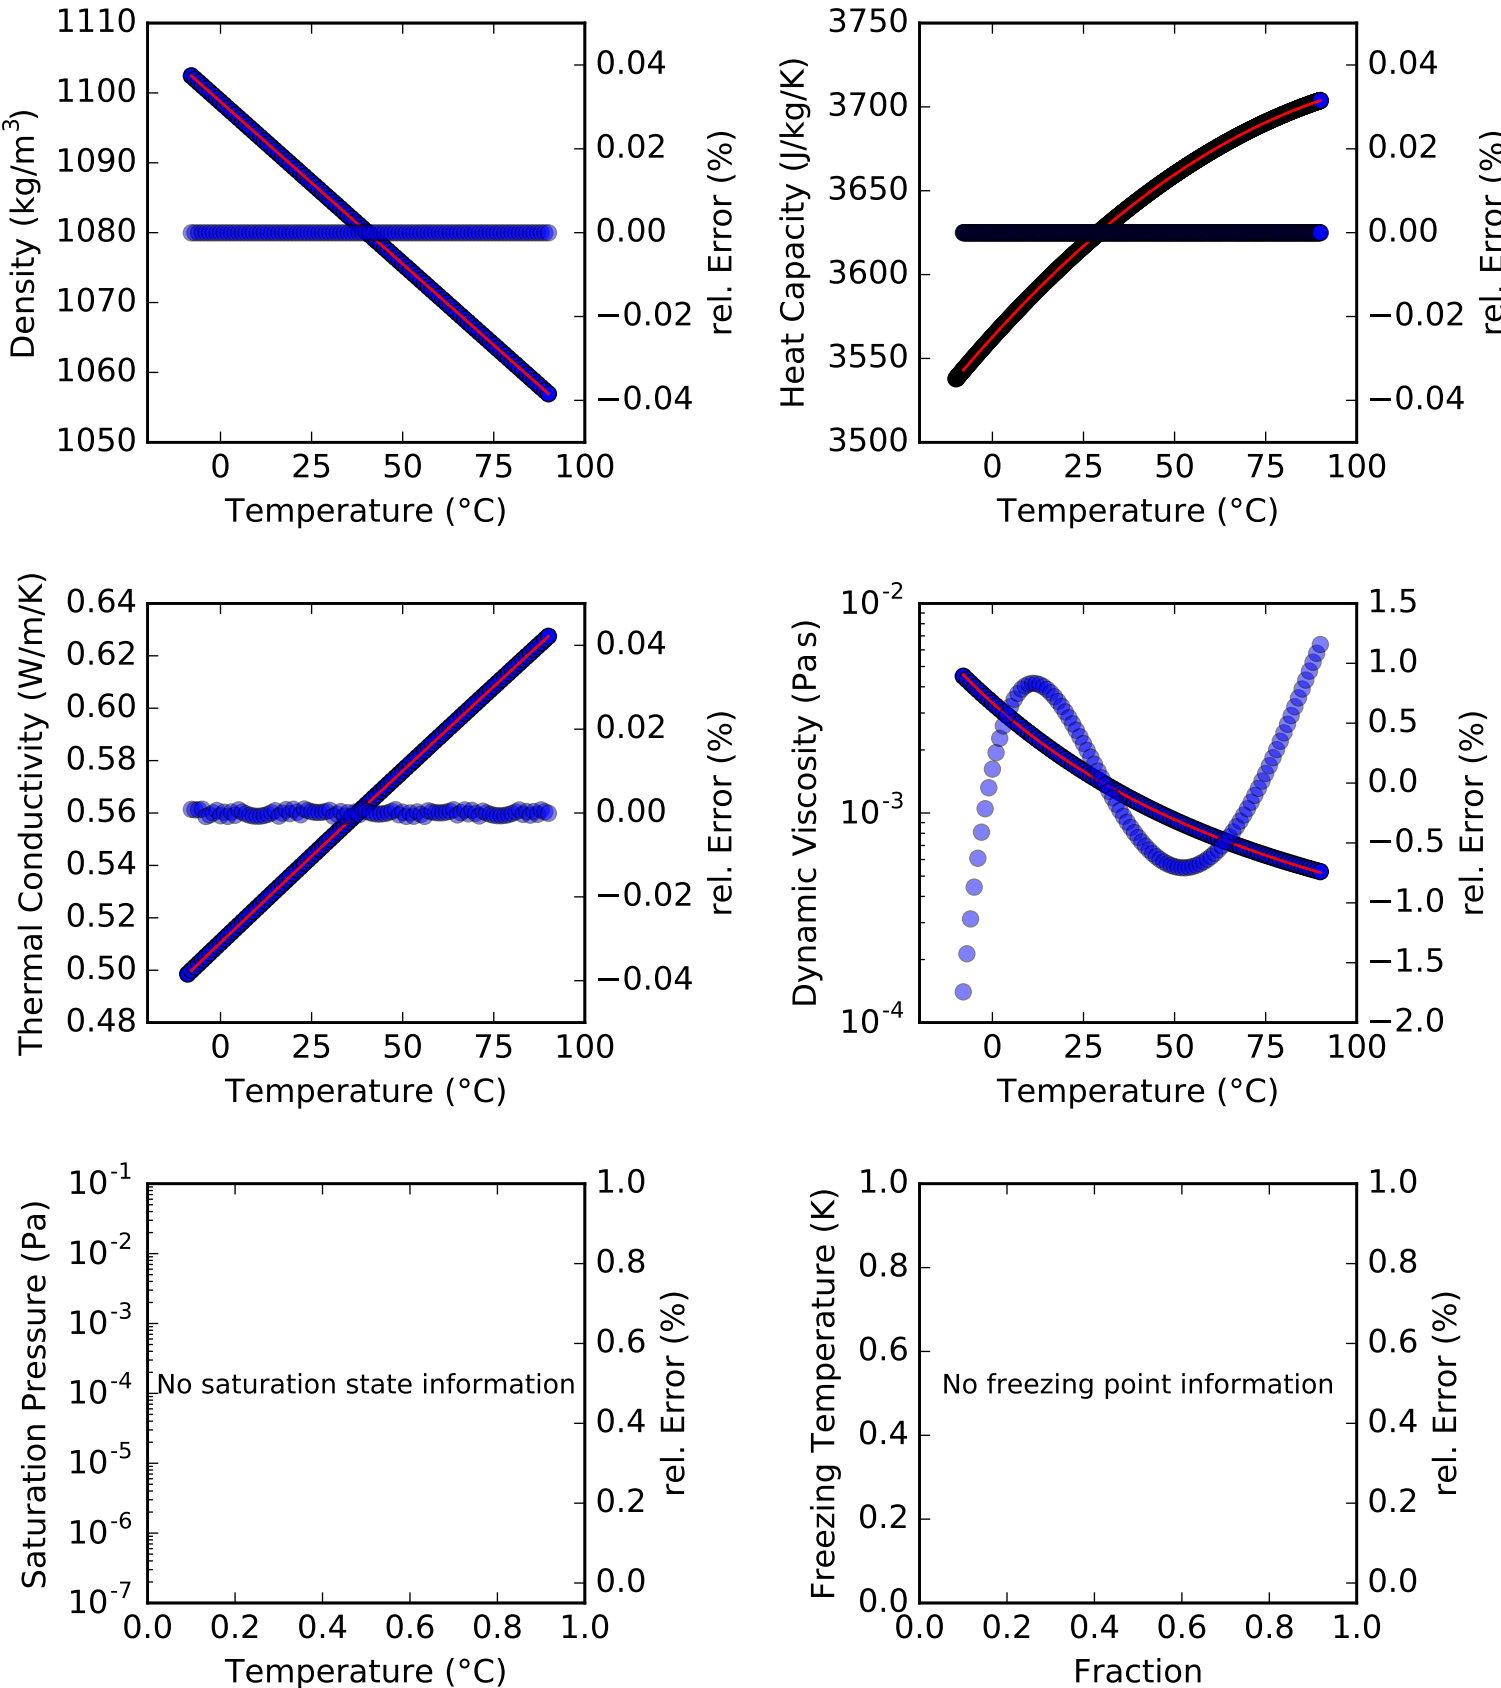 1110
1100
1090
1080
1070
1060
1050
Density (kg/m³)
0.04
0.02
0.00
−0.02
−0.04
rel. Error (%)
0 25 50 75 100
Temperature (°C)
3750
3700
3650
3600
3550
3500
Heat Capacity (J/kg/K)
0.04
0.02
0.00
−0.02
−0.04
rel. Error (%)
0 25 50 75 100
Temperature (°C)
0.64
0.62
0.60
0.58
0.56
0.54
0.52
0.50
0.48
Thermal Conductivity (W/m/K)
0.04
0.02
0.00
−0.02
−0.04
rel. Error (%)
0 25 50 75 100
Temperature (°C)
10⁻²
10⁻³
10⁻⁴
Dynamic Viscosity (Pa s)
1.5
1.0
0.5
0.0
−0.5
−1.0
−1.5
−2.0
rel. Error (%)
0 25 50 75 100
Temperature (°C)
10⁻¹
10⁻²
10⁻³
10⁻⁴
10⁻⁵
10⁻⁶
10⁻⁷
Saturation Pressure (Pa)
No saturation state information
1.0
0.8
0.6
0.4
0.2
0.0
rel. Error (%)
0.0 0.2 0.4 0.6 0.8 1.0
Temperature (°C)
1.0
0.8
0.6
0.4
0.2
0.0
Freezing Temperature (K)
No freezing point information
1.0
0.8
0.6
0.4
0.2
0.0
rel. Error (%)
0.0 0.2 0.4 0.6 0.8 1.0
Fraction